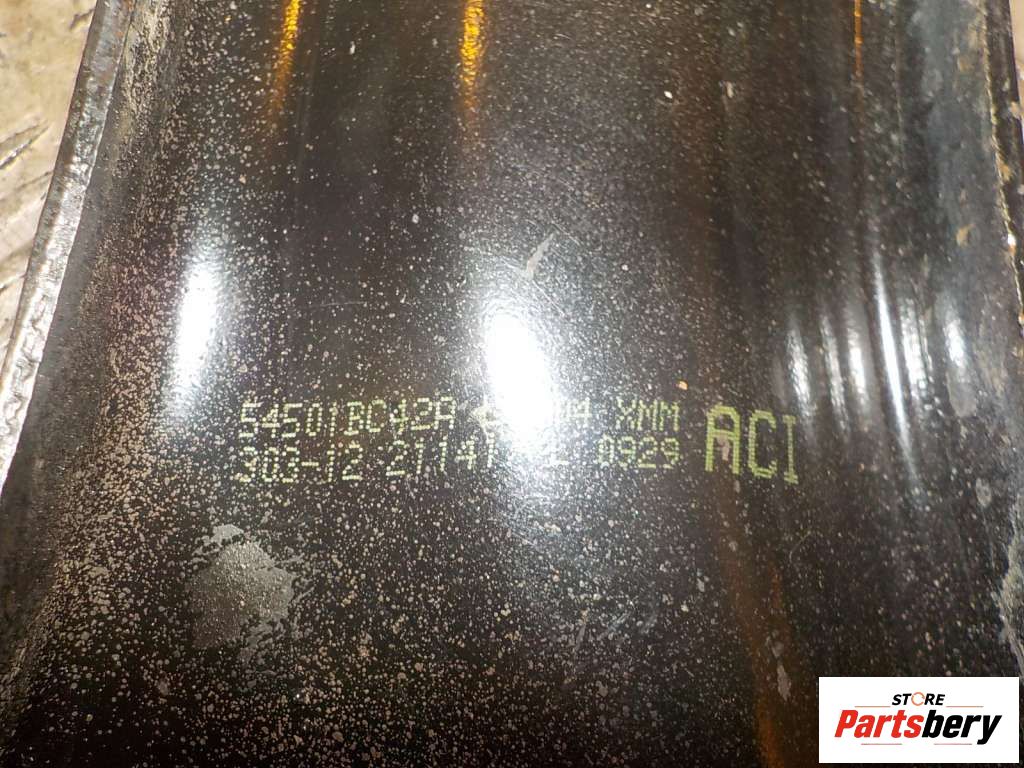 54501BC42A XMM ACI
303-12 0929
STORE
Partsbery